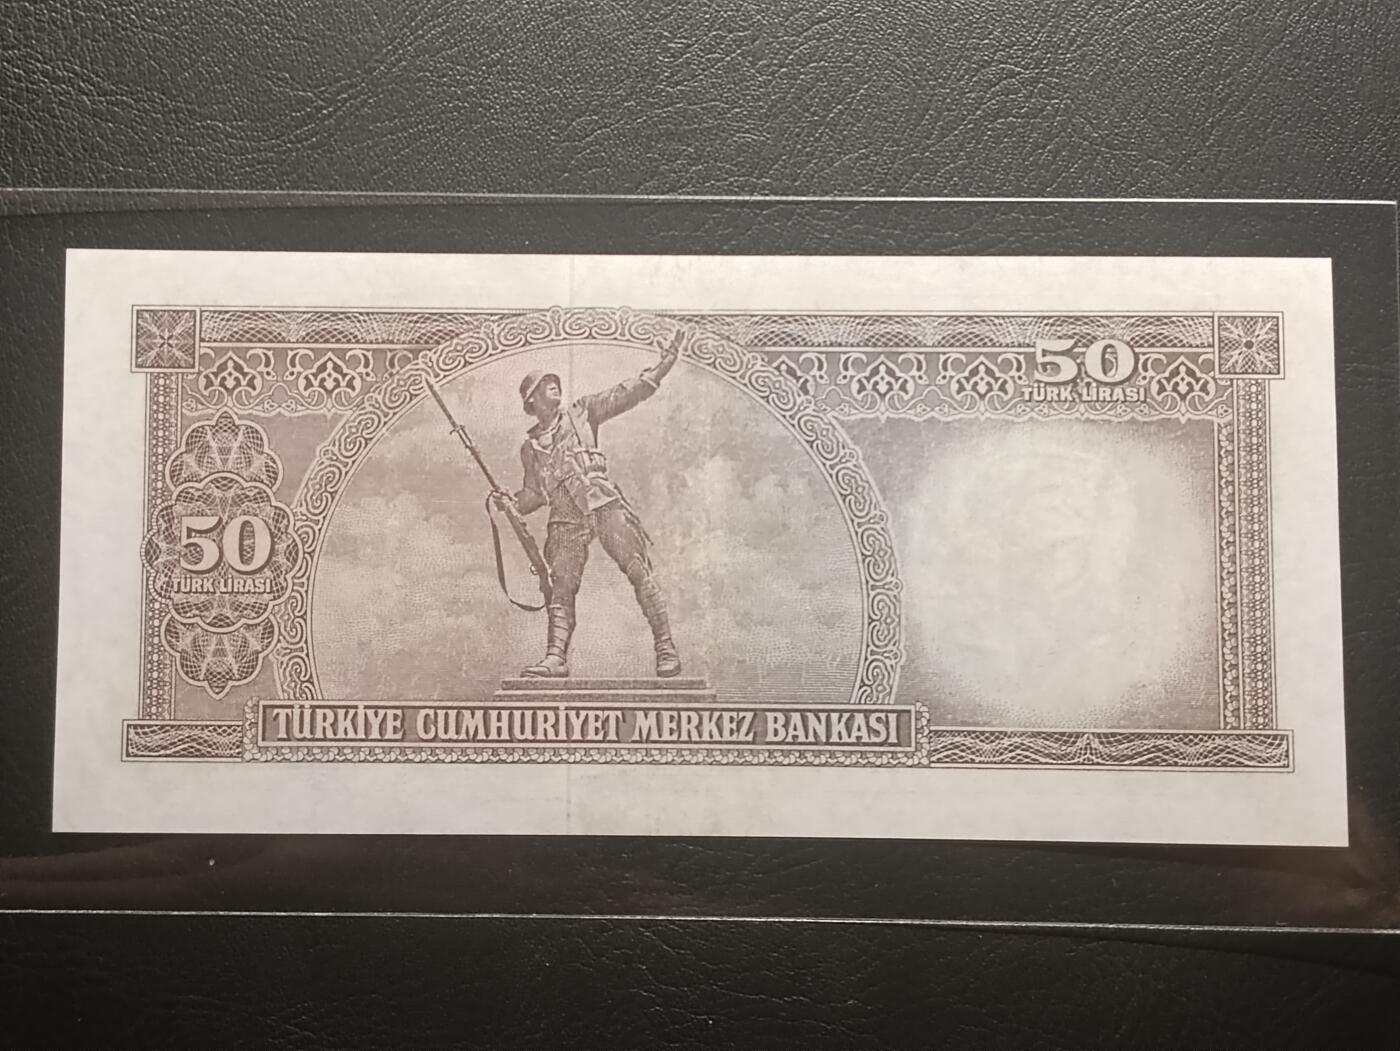 50
TÜRK LİRASI
50
TÜRK LİRASI
TÜRKİYE CUMHURİYET MERKEZ BANKASI